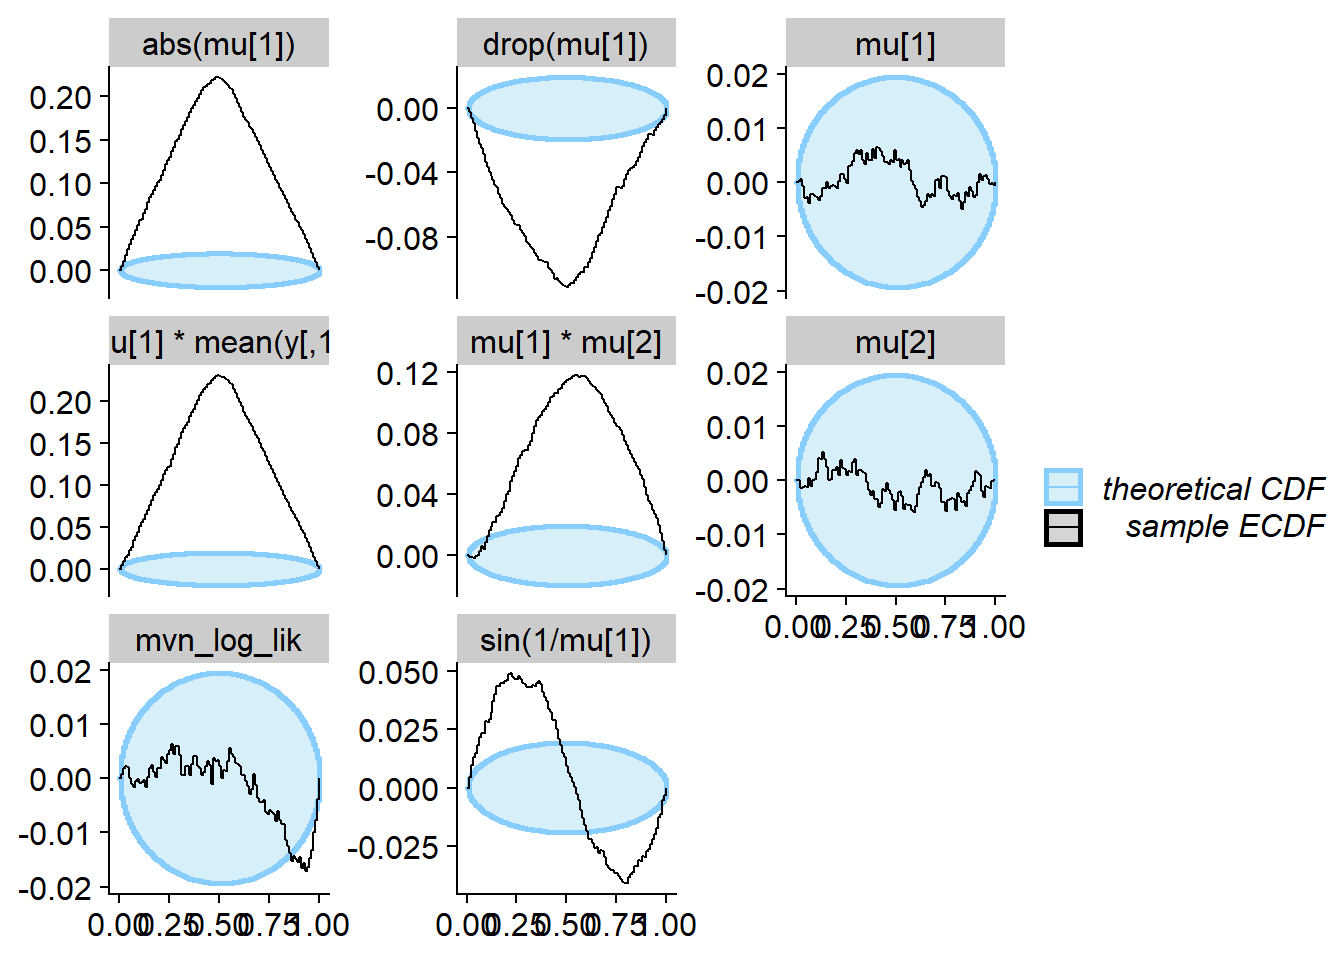 abs(mu[1])
drop(mu[1])
mu[1]
0.20
0.15
0.10
0.05
0.00
0.00
-0.04
-0.08
0.02
0.01
0.00
-0.01
-0.02
u[1] * mean(y[,1
mu[1] * mu[2]
mu[2]
0.20
0.15
0.10
0.05
0.00
0.12
0.08
0.04
0.00
0.02
0.01
0.00
-0.01
-0.02
0.00 0.25 0.50 0.75 1.00
theoretical CDF
sample ECDF
mvn_log_lik
sin(1/mu[1])
0.02
0.01
0.00
-0.01
-0.02
0.050
0.025
0.000
-0.025
0.00 0.25 0.50 0.75 1.00
0.00 0.25 0.50 0.75 1.00